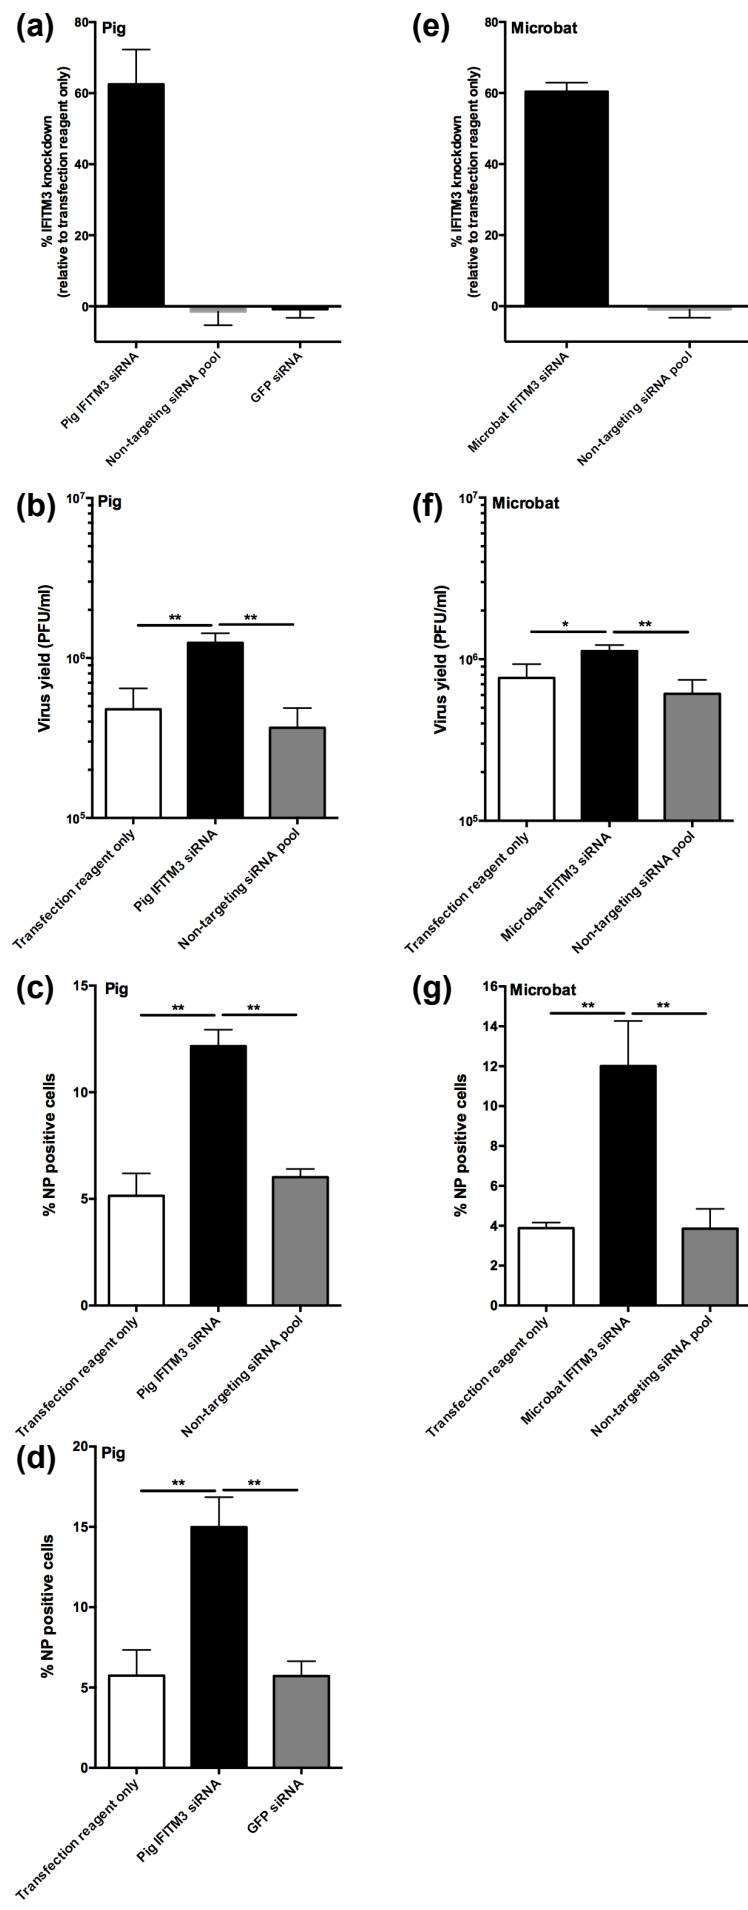 (a)
Pig
% IFITM3 knockdown
(relative to transfection reagent only)
80
60
40
20
0
Pig IFITM3 siRNA
Non-targeting siRNA pool
GFP siRNA
(e)
Microbat
% IFITM3 knockdown
(relative to transfection reagent only)
80
60
40
20
0
Microbat IFITM3 siRNA
Non-targeting siRNA pool
(b)
Pig
Virus yield (PFU/ml)
10⁷
10⁶
10⁵
** **
Transfection reagent only
Pig IFITM3 siRNA
Non-targeting siRNA pool
(f)
Microbat
Virus yield (PFU/ml)
10⁷
10⁶
10⁵
* **
Transfection reagent only
Microbat IFITM3 siRNA
Non-targeting siRNA pool
(c)
Pig
% NP positive cells
15
10
5
0
** **
Transfection reagent only
Pig IFITM3 siRNA
Non-targeting siRNA pool
(g)
Microbat
% NP positive cells
16
14
12
10
8
6
4
2
0
** **
Transfection reagent only
Microbat IFITM3 siRNA
Non-targeting siRNA pool
(d)
Pig
% NP positive cells
20
15
10
5
0
** **
Transfection reagent only
Pig IFITM3 siRNA
GFP siRNA